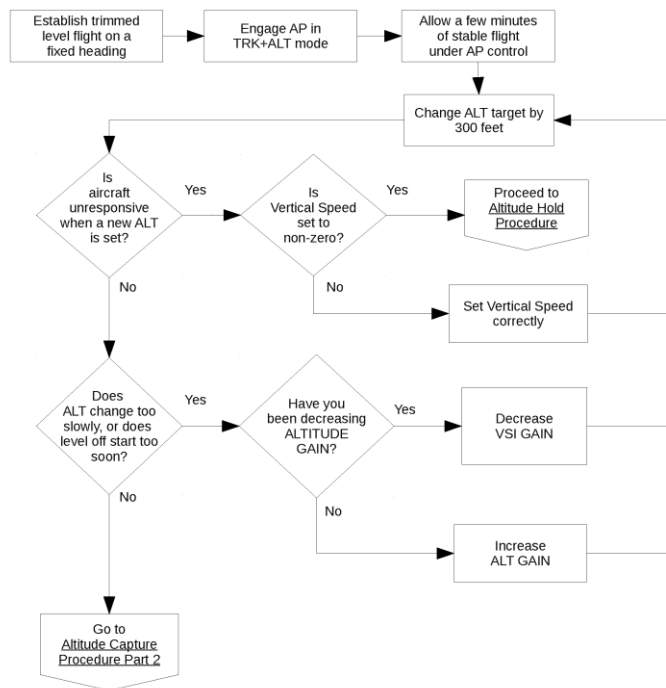 Establish trimmed
level flight on a
fixed heading
Engage AP in
TRK+ALT mode
Allow a few minutes
of stable flight
under AP control
Change ALT target by
300 feet
Is
aircraft
unresponsive
when a new ALT
is set?
Yes
Is
Vertical Speed
set to
non-zero?
Yes
Proceed to
Altitude Hold
Procedure
No
No
Set Vertical Speed
correctly
Does
ALT change too
slowly, or does
level off start too
soon?
Yes
Have you
been decreasing
ALTITUDE
GAIN?
Yes
Decrease
VSI GAIN
No
No
Increase
ALT GAIN
Go to
Altitude Capture
Procedure Part 2